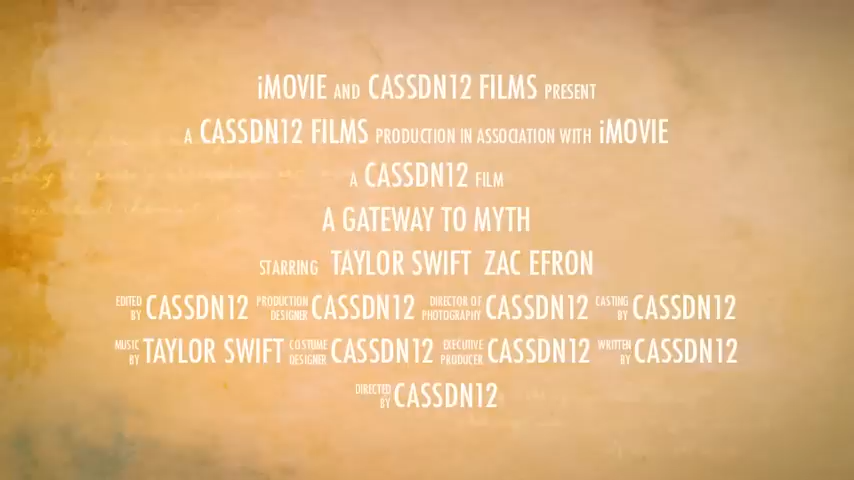 iMOVIE AND CASSDN12 FILMS PRESENT
A CASSDN12 FILMS PRODUCTION IN ASSOCIATION WITH iMOVIE
A CASSDN12 FILM
A GATEWAY TO MYTH
STARRING TAYLOR SWIFT ZAC EFRON
EDITED BY CASSDN12 PRODUCTION DESIGNER CASSDN12 DIRECTOR OF PHOTOGRAPHY CASSDN12 CASTING BY CASSDN12
MUSIC BY TAYLOR SWIFT COSTUME DESIGNER CASSDN12 EXECUTIVE PRODUCER CASSDN12 WRITTEN BY CASSDN12
DIRECTED BY CASSDN12